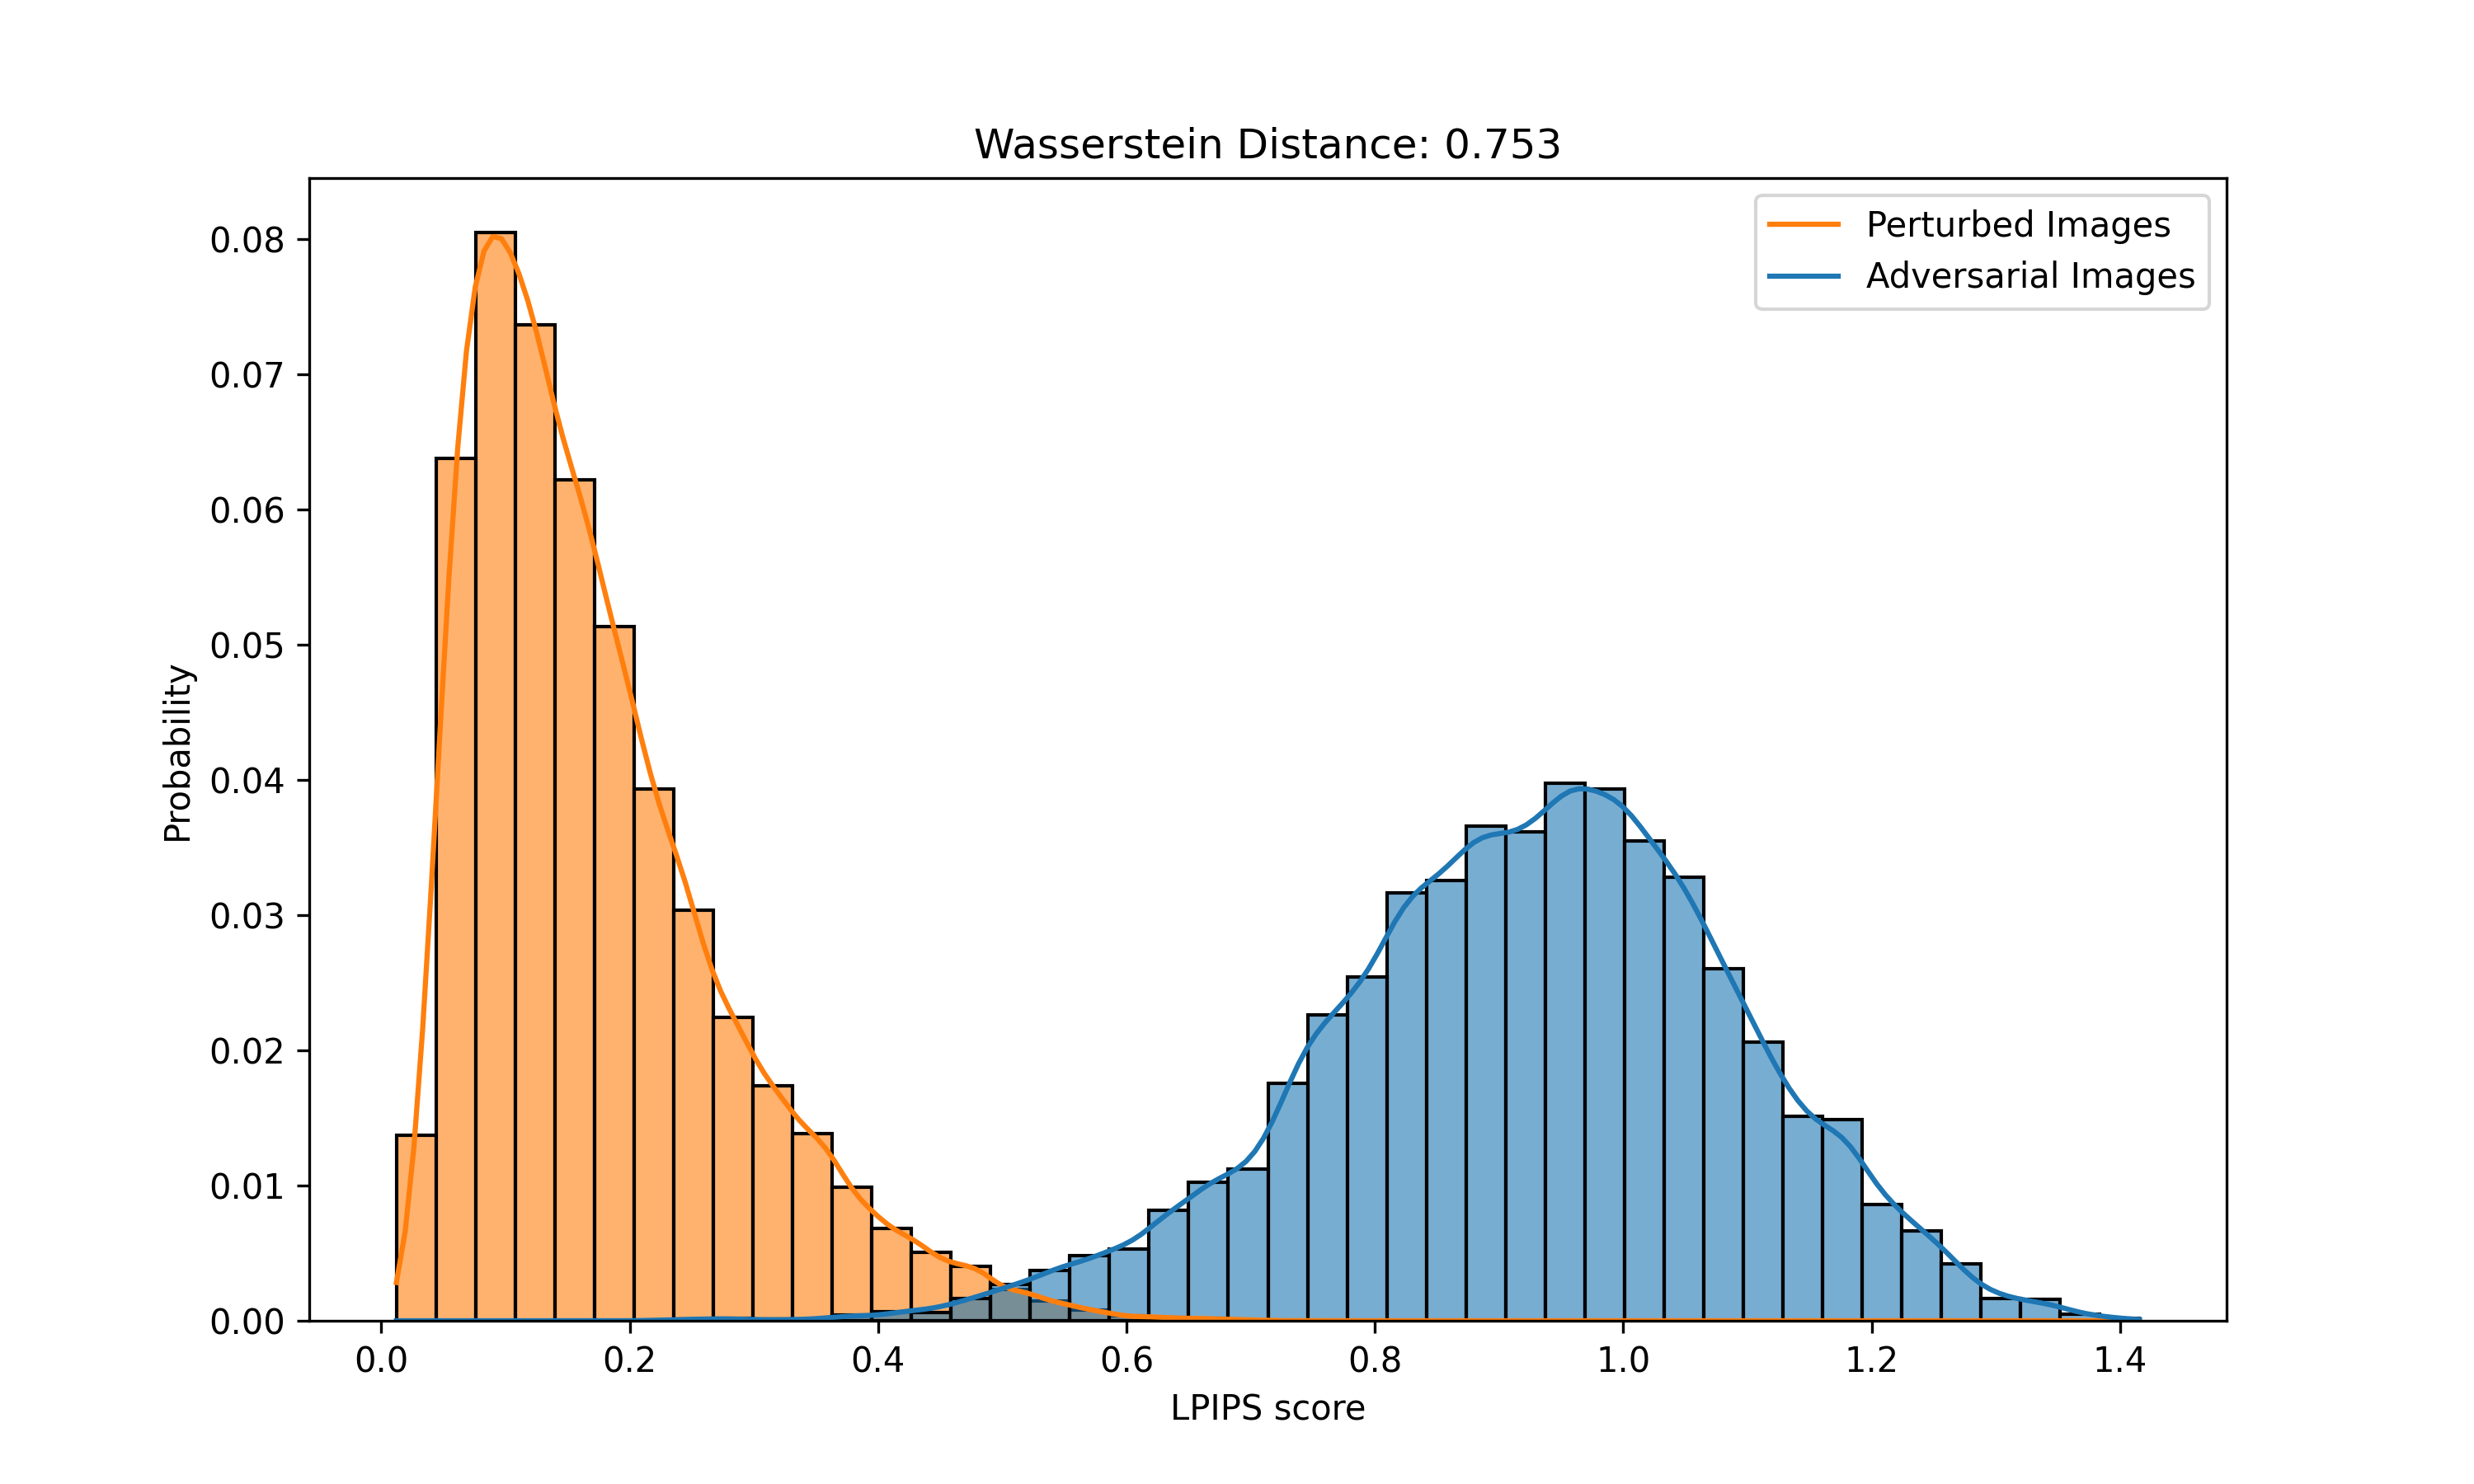 Wasserstein Distance: 0.753
Perturbed Images
Adversarial Images
Probability
0.08
0.07
0.06
0.05
0.04
0.03
0.02
0.01
0.00
0.0 0.2 0.4 0.6 0.8 1.0 1.2 1.4
LPIPS score